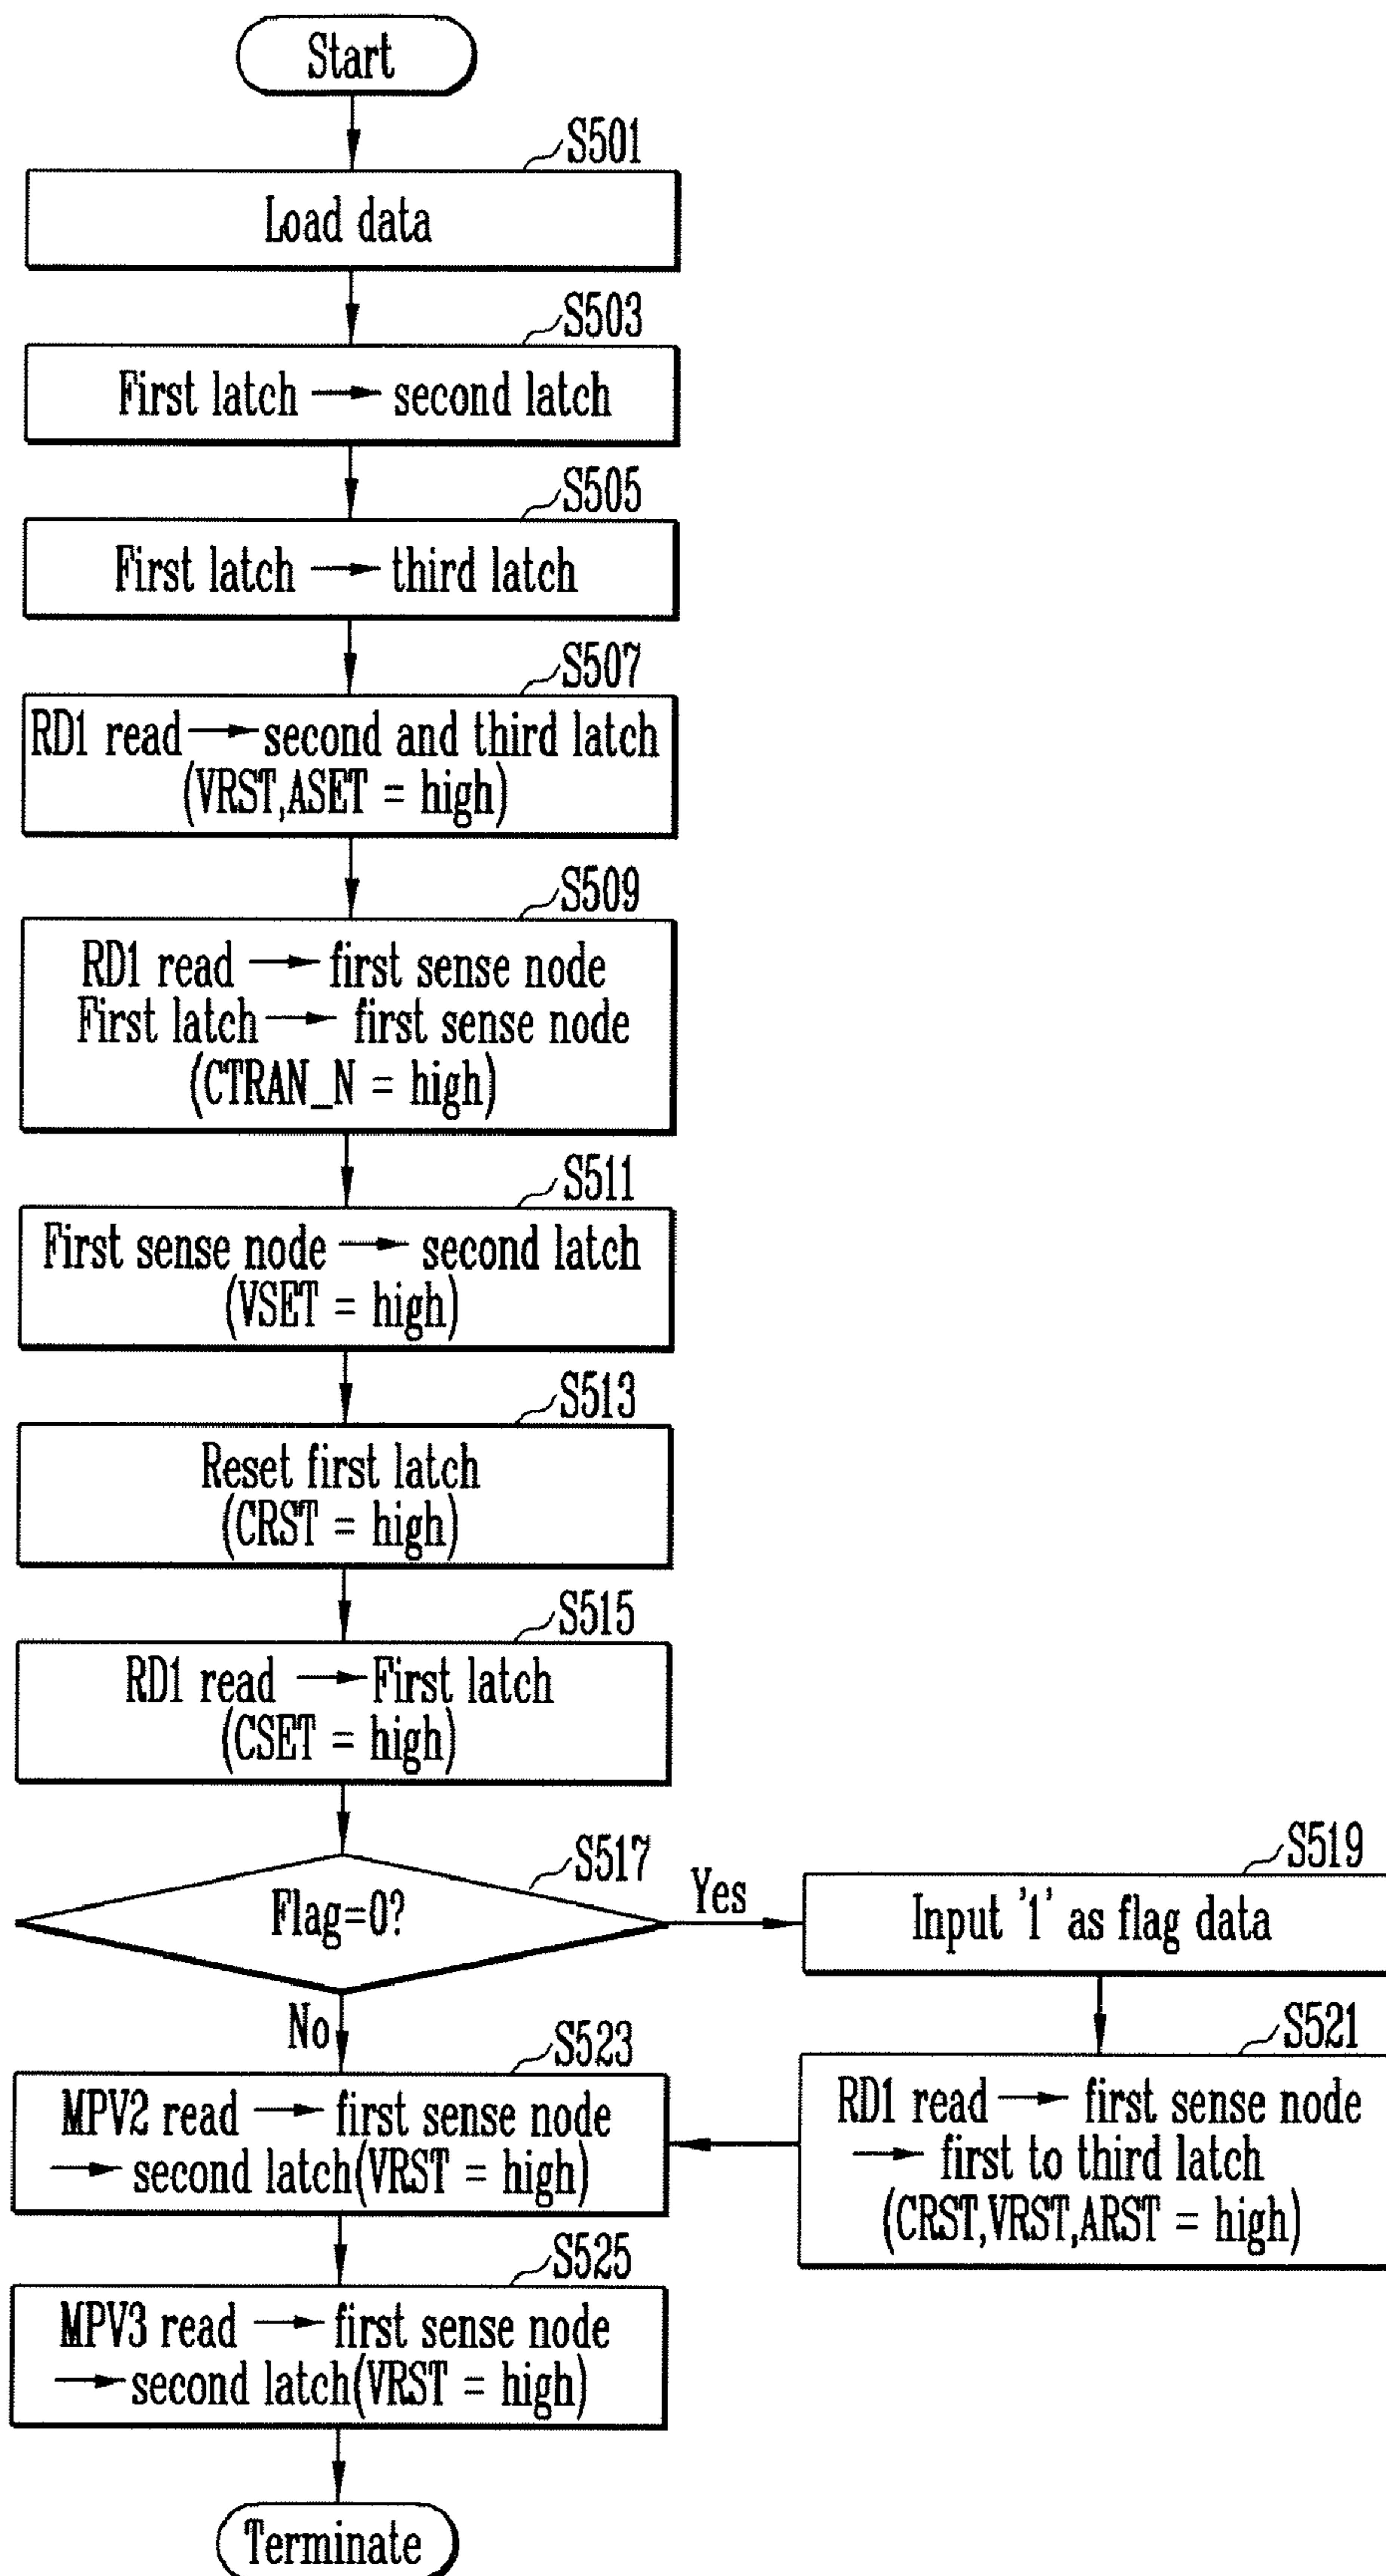 Start
S501
Load data
S503
First latch → second latch
S505
First latch → third latch
S507
RD1 read → second and third latch
(VRST,ASET = high)
S509
RD1 read → first sense node
First latch → first sense node
(CTRAN_N = high)
S511
First sense node → second latch
(VSET = high)
S513
Reset first latch
(CRST = high)
S515
RD1 read → First latch
(CSET = high)
S517
Flag=0?
Yes
S519
Input '1' as flag data
No
S521
RD1 read → first sense node
→ first to third latch
(CRST,VRST,ARST = high)
S523
MPV2 read → first sense node
→ second latch(VRST = high)
S525
MPV3 read → first sense node
→ second latch(VRST = high)
Terminate